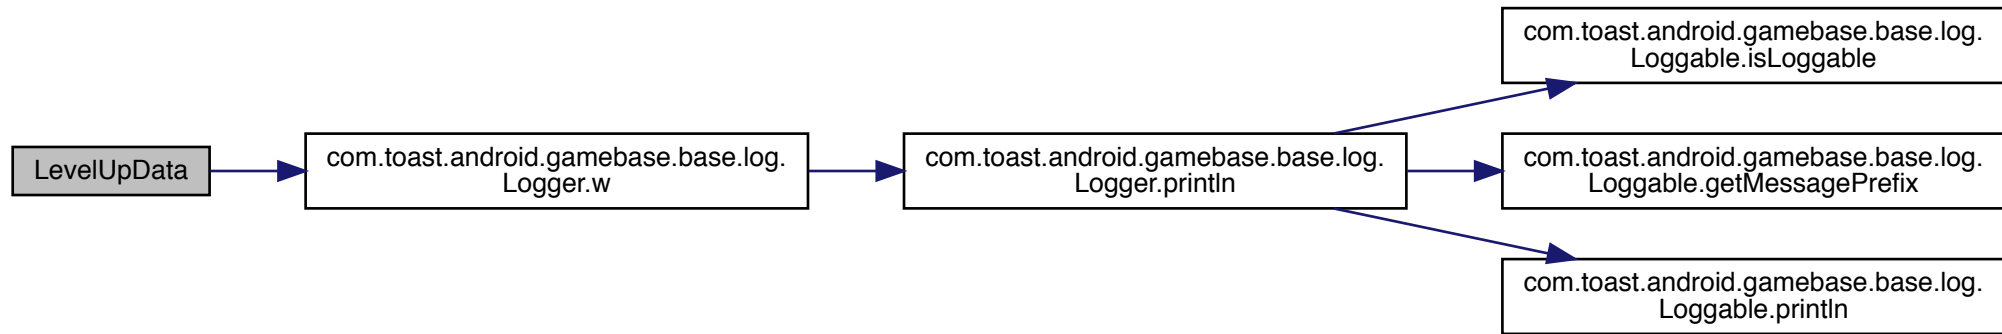 LevelUpData
com.toast.android.gamebase.base.log.
Logger.w
com.toast.android.gamebase.base.log.
Logger.println
com.toast.android.gamebase.base.log.
Loggable.isLoggable
com.toast.android.gamebase.base.log.
Loggable.getMessagePrefix
com.toast.android.gamebase.base.log.
Loggable.println